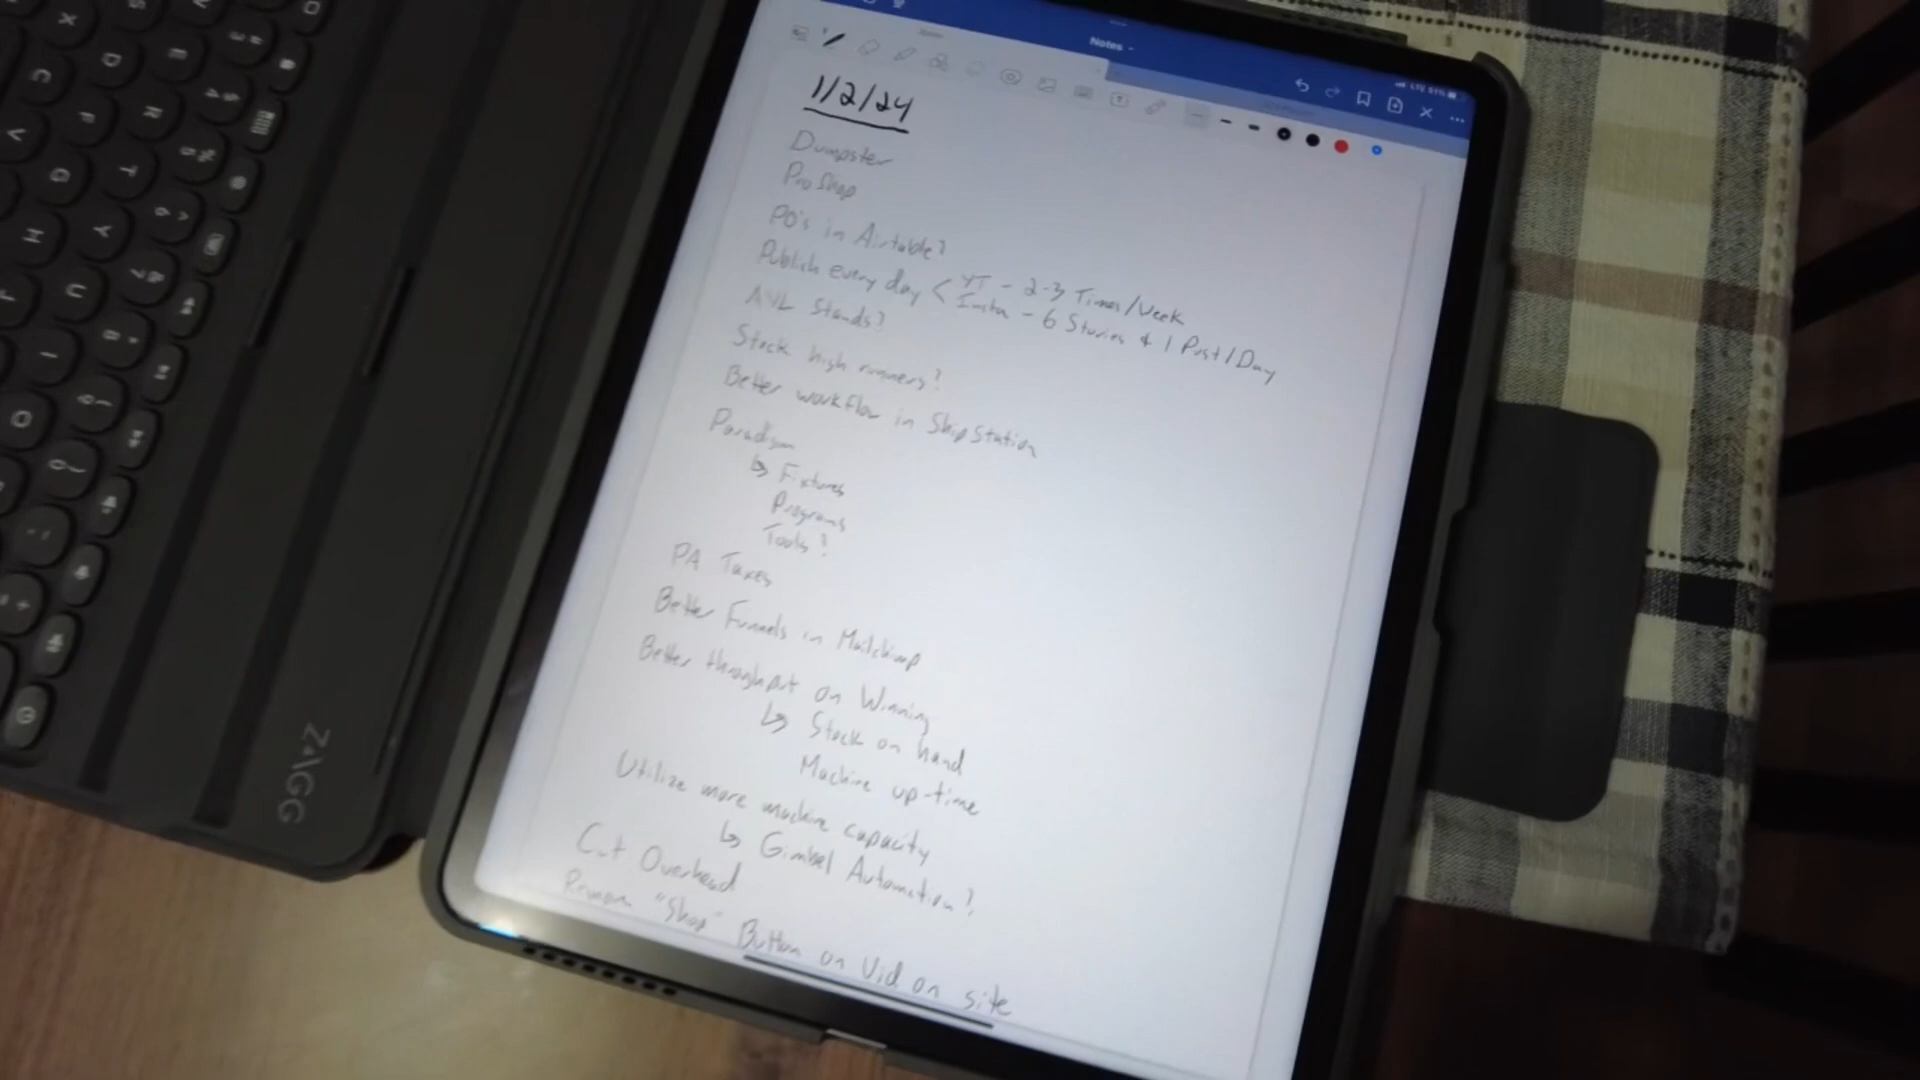 Notes
1/2/24
Dumpster
Pro Shop
PO's in Airtable?
Publish every day < YT - 2-3 Times/Week
Insta - 6 Stories & 1 Post/Day
AVL Stands?
Stock high runners?
Better workflow in ShipStation
Paradigm
↳ Fixtures
Programs
Tools?
PA Taxes
Better Funnels in Mailchimp
Better throughput on Winning
↳ Stock on hand
Machine up-time
Utilize more machine capacity
↳ Gimbel Automation?
Cut Overhead
"Shop" Button on Vid on site
ZAGG